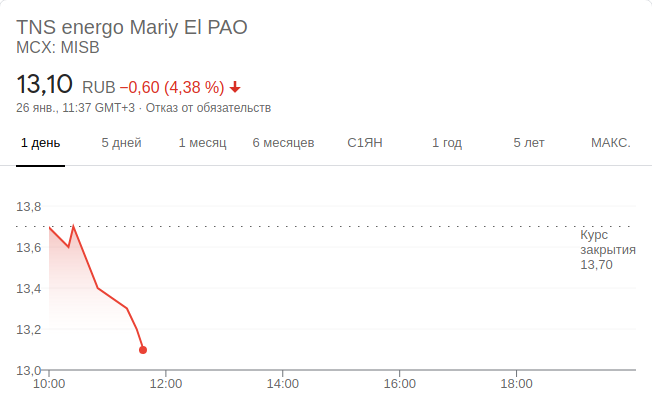 TNS energo Mariy El PAO
MCX: MISB
13,10 RUB −0,60 (4,38 %)
26 янв., 11:37 GMT+3 · Отказ от обязательств
1 день 5 дней 1 месяц 6 месяцев С1ЯН 1 год 5 лет МАКС.
13,8
Курс
закрытия
13,70
13,6
13,4
13,2
13,0
10:00 12:00 14:00 16:00 18:00